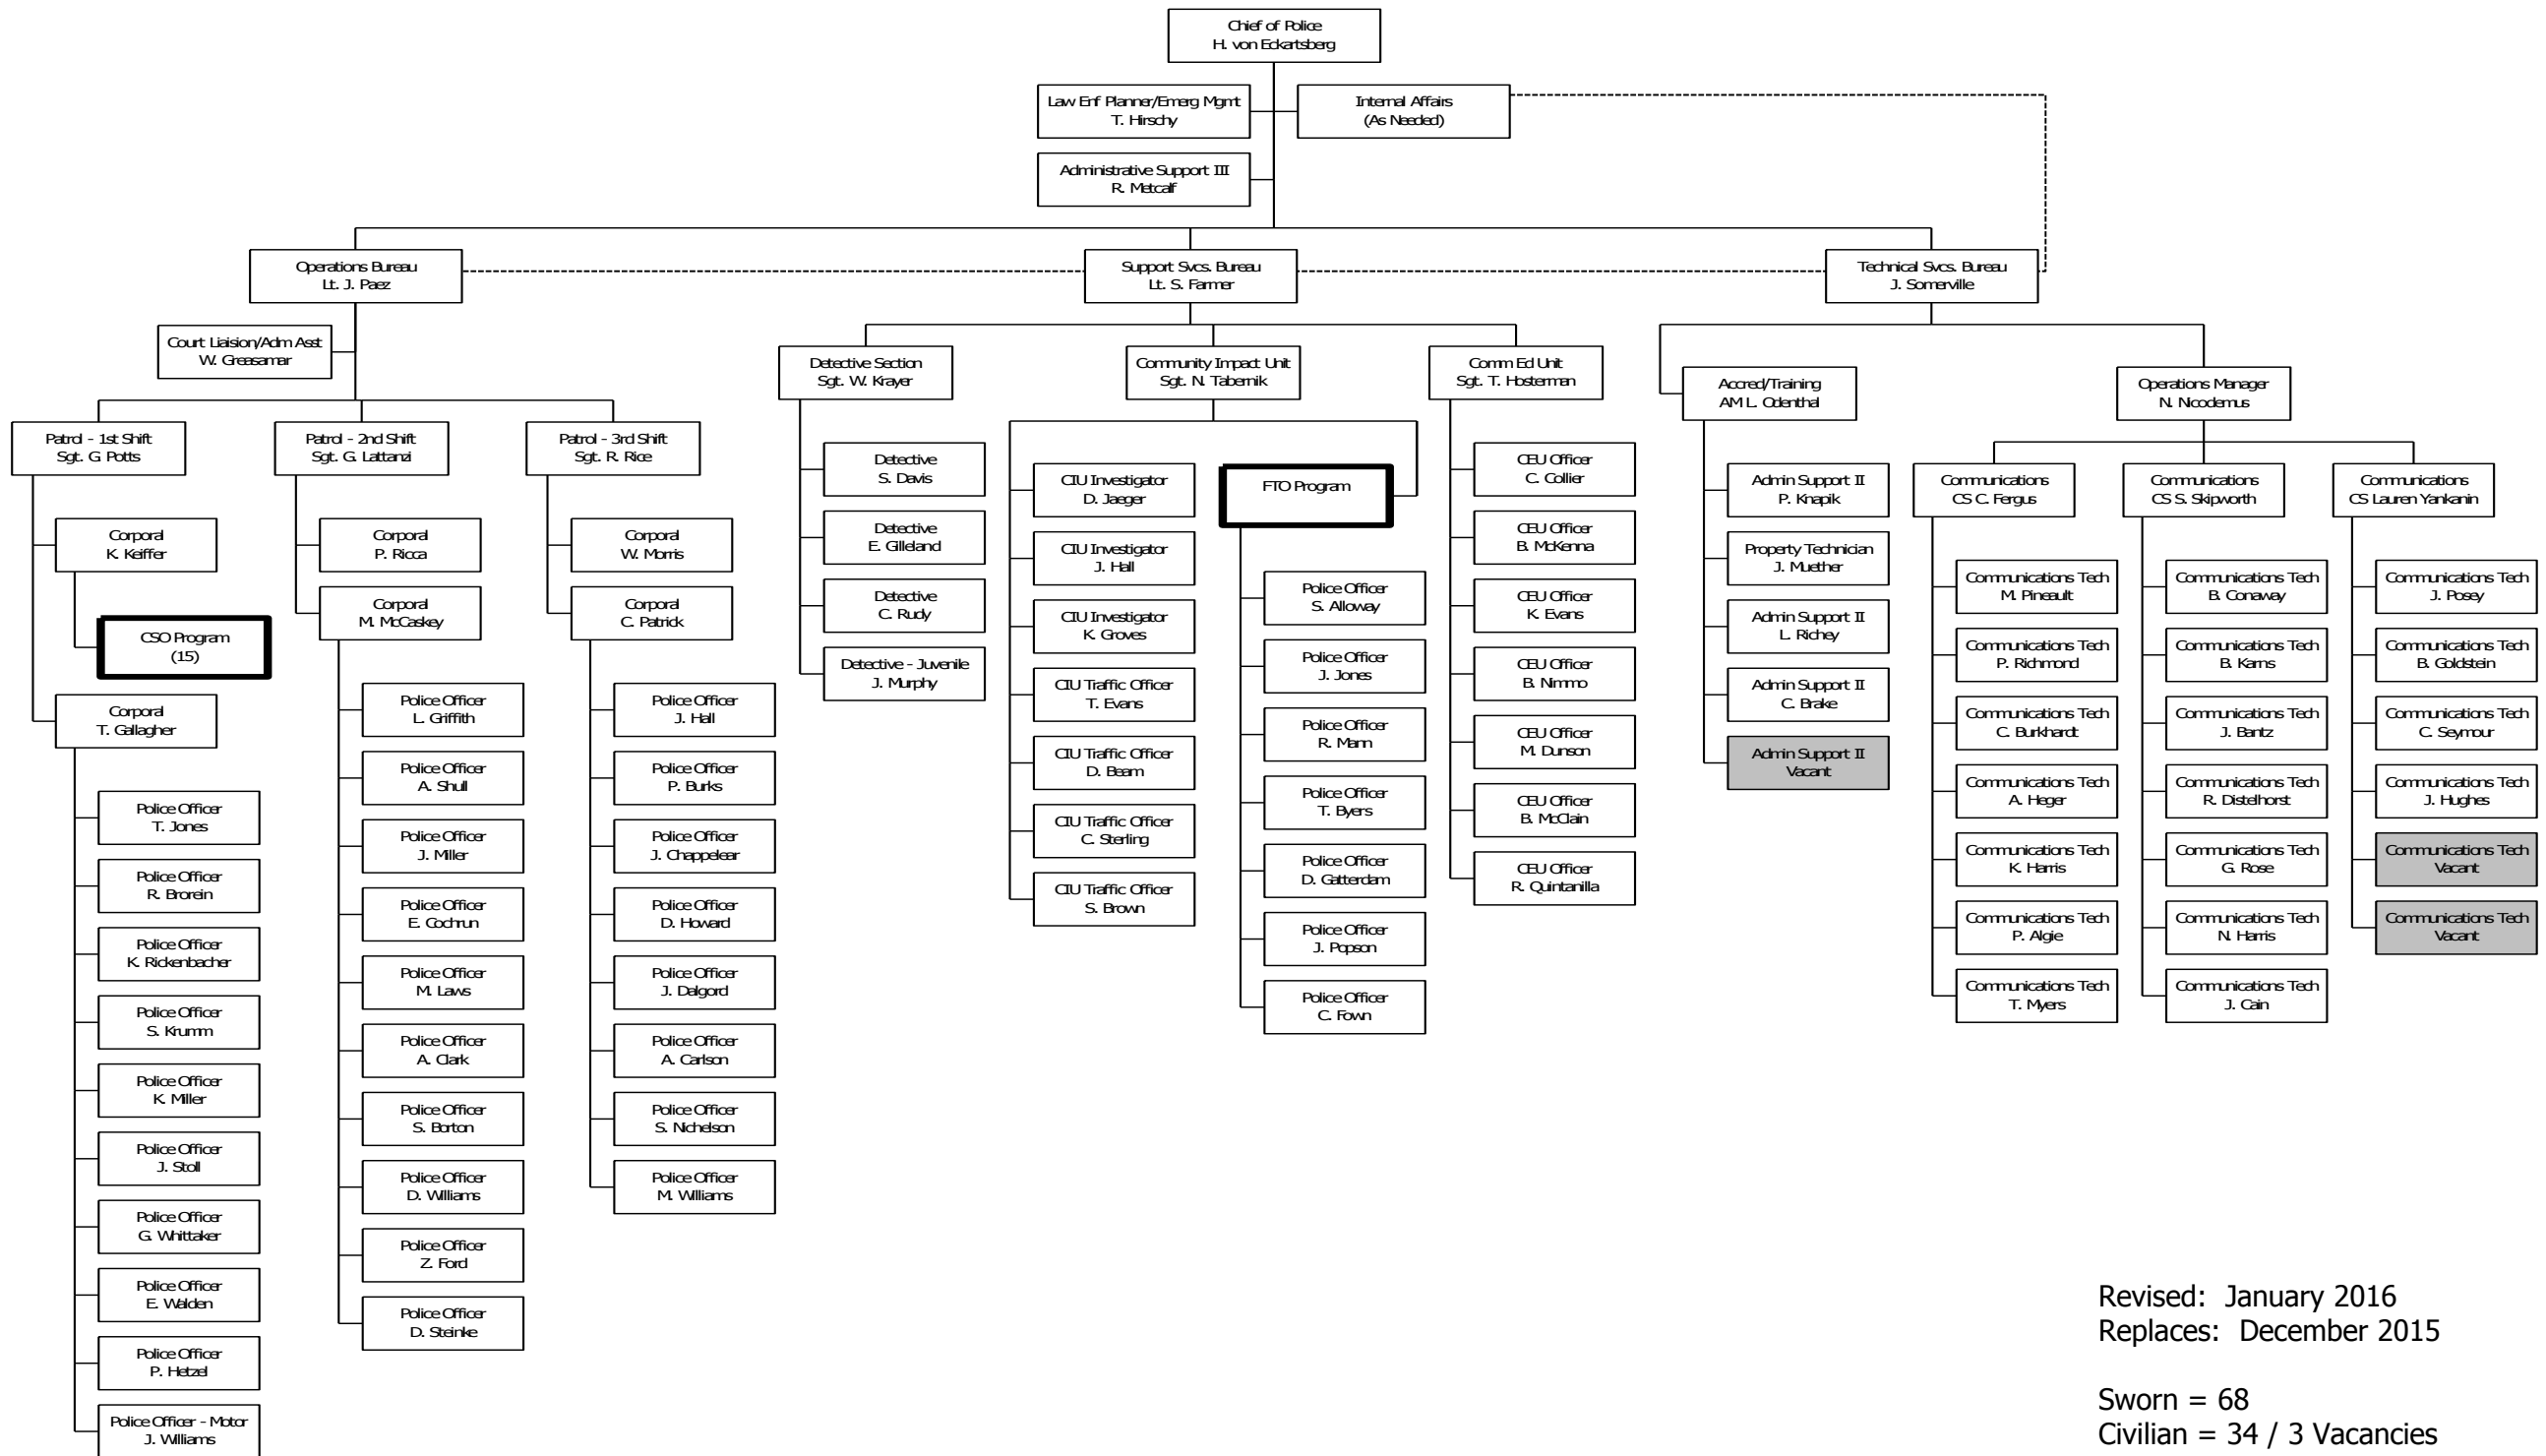 Chief of Police
H. von Eckartsberg
Law Enf Planner/Emerg Mgmt
T. Hirschy
Internal Affairs
(As Needed)
Administrative Support III
R. Metcalf
Operations Bureau
Lt. J. Paez
Support Svcs. Bureau
Lt. S. Farmer
Technical Svcs. Bureau
J. Somerville
Court Liaision/Adm Asst
W. Greasamar
Patrol - 1st Shift
Sgt. G. Potts
Corporal
K. Keiffer
CSO Program
(15)
Corporal
T. Gallagher
Police Officer
T. Jones
Police Officer
R. Brorein
Police Officer
K. Rickenbacher
Police Officer
S. Krumm
Police Officer
K. Miller
Police Officer
J. Stoll
Police Officer
G. Whittaker
Police Officer
E. Walden
Police Officer
P. Hetzel
Police Officer - Motor
J. Williams
Patrol - 2nd Shift
Sgt. G. Lattanzi
Corporal
P. Ricca
Corporal
M. McCaskey
Police Officer
L. Griffith
Police Officer
A. Shull
Police Officer
J. Miller
Police Officer
E. Cochrun
Police Officer
M. Laws
Police Officer
A. Clark
Police Officer
S. Borton
Police Officer
D. Williams
Police Officer
Z. Ford
Police Officer
D. Steinke
Patrol - 3rd Shift
Sgt. R. Rice
Corporal
W. Morris
Corporal
C. Patrick
Police Officer
J. Hall
Police Officer
P. Burks
Police Officer
J. Chappelear
Police Officer
D. Howard
Police Officer
J. Dalgord
Police Officer
A. Carlson
Police Officer
S. Nichelson
Police Officer
M. Williams
Detective Section
Sgt. W. Krayer
Detective
S. Davis
Detective
E. Gilleland
Detective
C. Rudy
Detective - Juvenile
J. Murphy
Community Impact Unit
Sgt. N. Tabernik
CIU Investigator
D. Jaeger
CIU Investigator
J. Hall
CIU Investigator
K. Groves
CIU Traffic Officer
T. Evans
CIU Traffic Officer
D. Beam
CIU Traffic Officer
C. Sterling
CIU Traffic Officer
S. Brown
FTO Program
Police Officer
S. Alloway
Police Officer
J. Jones
Police Officer
R. Mann
Police Officer
T. Byers
Police Officer
D. Gatterdam
Police Officer
J. Popson
Police Officer
C. Fown
Comm Ed Unit
Sgt. T. Hosterman
CEU Officer
C. Collier
CEU Officer
B. McKenna
CEU Officer
K. Evans
CEU Officer
B. Nimmo
CEU Officer
M. Dunson
CEU Officer
B. McClain
CEU Officer
R. Quintanilla
Accred/Training
AM L. Odenthal
Admin Support II
P. Knapik
Property Technician
J. Muether
Admin Support II
L. Richey
Admin Support II
C. Brake
Admin Support II
Vacant
Operations Manager
N. Nicodemus
Communications
CS C. Fergus
Communications Tech
M. Pineault
Communications Tech
P. Richmond
Communications Tech
C. Burkhardt
Communications Tech
A. Heger
Communications Tech
K. Harris
Communications Tech
P. Algie
Communications Tech
T. Myers
Communications
CS S. Skipworth
Communications Tech
B. Conaway
Communications Tech
B. Karns
Communications Tech
J. Bantz
Communications Tech
R. Distelhorst
Communications Tech
G. Rose
Communications Tech
N. Harris
Communications Tech
J. Cain
Communications
CS Lauren Yankanin
Communications Tech
J. Posey
Communications Tech
B. Goldstein
Communications Tech
C. Seymour
Communications Tech
J. Hughes
Communications Tech
Vacant
Communications Tech
Vacant
Revised: January 2016
Replaces: December 2015
Sworn = 68
Civilian = 34 / 3 Vacancies